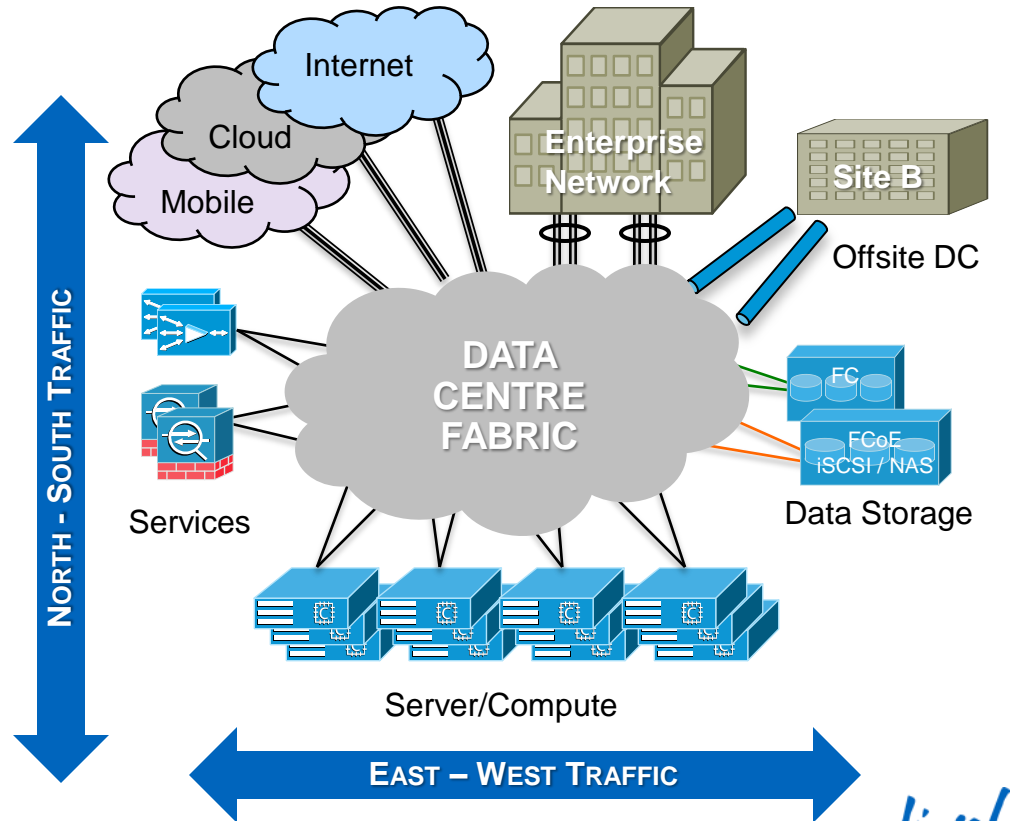 Internet
Cloud
Mobile
Enterprise
Network
Site B
Offsite DC
NORTH - SOUTH TRAFFIC
DATA
CENTRE
FABRIC
FC
FCoE
iSCSI / NAS
Data Storage
Services
C C C C
Server/Compute
EAST – WEST TRAFFIC